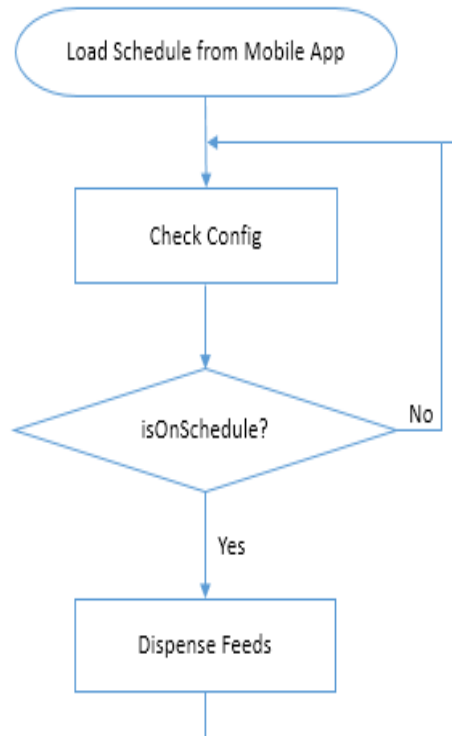 Load Schedule from Mobile App
Check Config
isOnSchedule?
No
Yes
Dispense Feeds